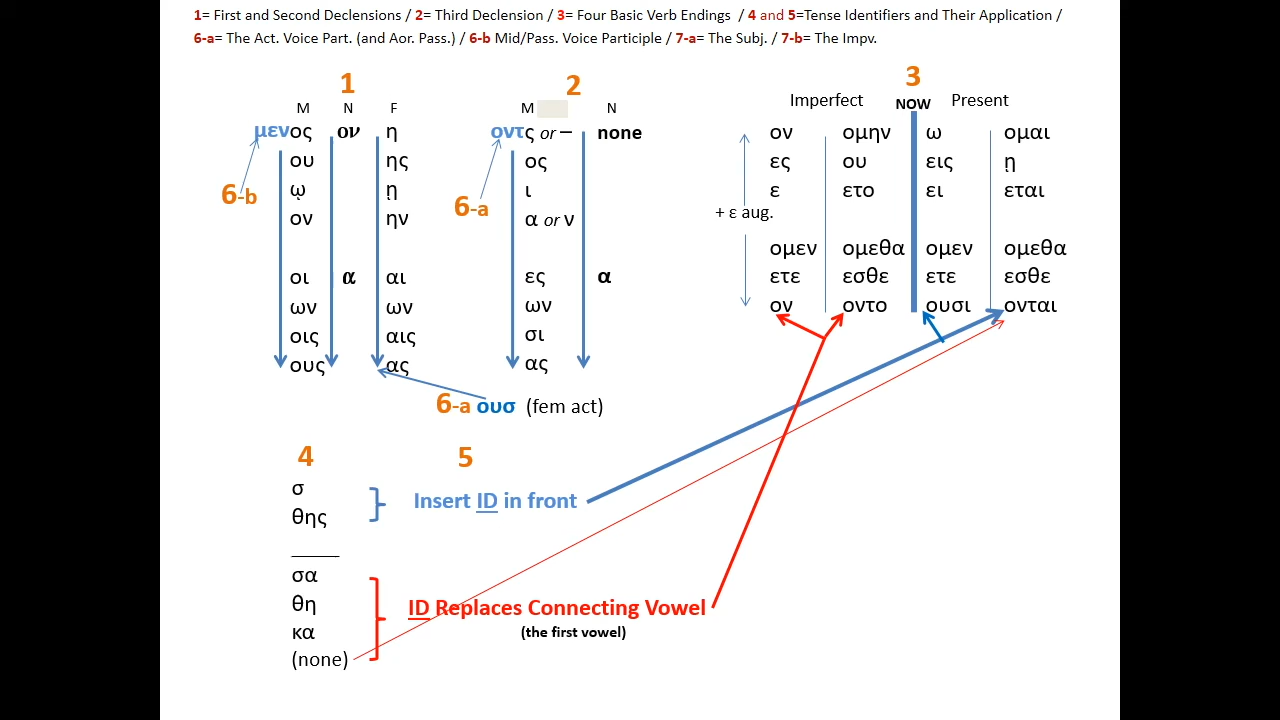 1= First and Second Declensions / 2= Third Declension / 3= Four Basic Verb Endings / 4 and 5=Tense Identifiers and Their Application /
6-a= The Act. Voice Part. (and Aor. Pass.) / 6-b Mid/Pass. Voice Participle / 7-a= The Subj. / 7-b= The Impv.
1 2 3
M N F M N Imperfect NOW Present
μενος ον η οντς or – none ον ομην ω ομαι
ου ης ος ες ου εις ῃ
ῳ ῃ ι ε ετο ει εται
6-b 6-a
ον ην α or ν + ε aug.
ομεν ομεθα ομεν ομεθα
οι α αι ες α ετε εσθε ετε εσθε
ων ων ων ον οντο ουσι ονται
οις αις σι
ους ας ας
6-a ουσ (fem act)
4 5
σ
Insert ID in front
θης
σα
θη ID Replaces Connecting Vowel
κα (the first vowel)
(none)